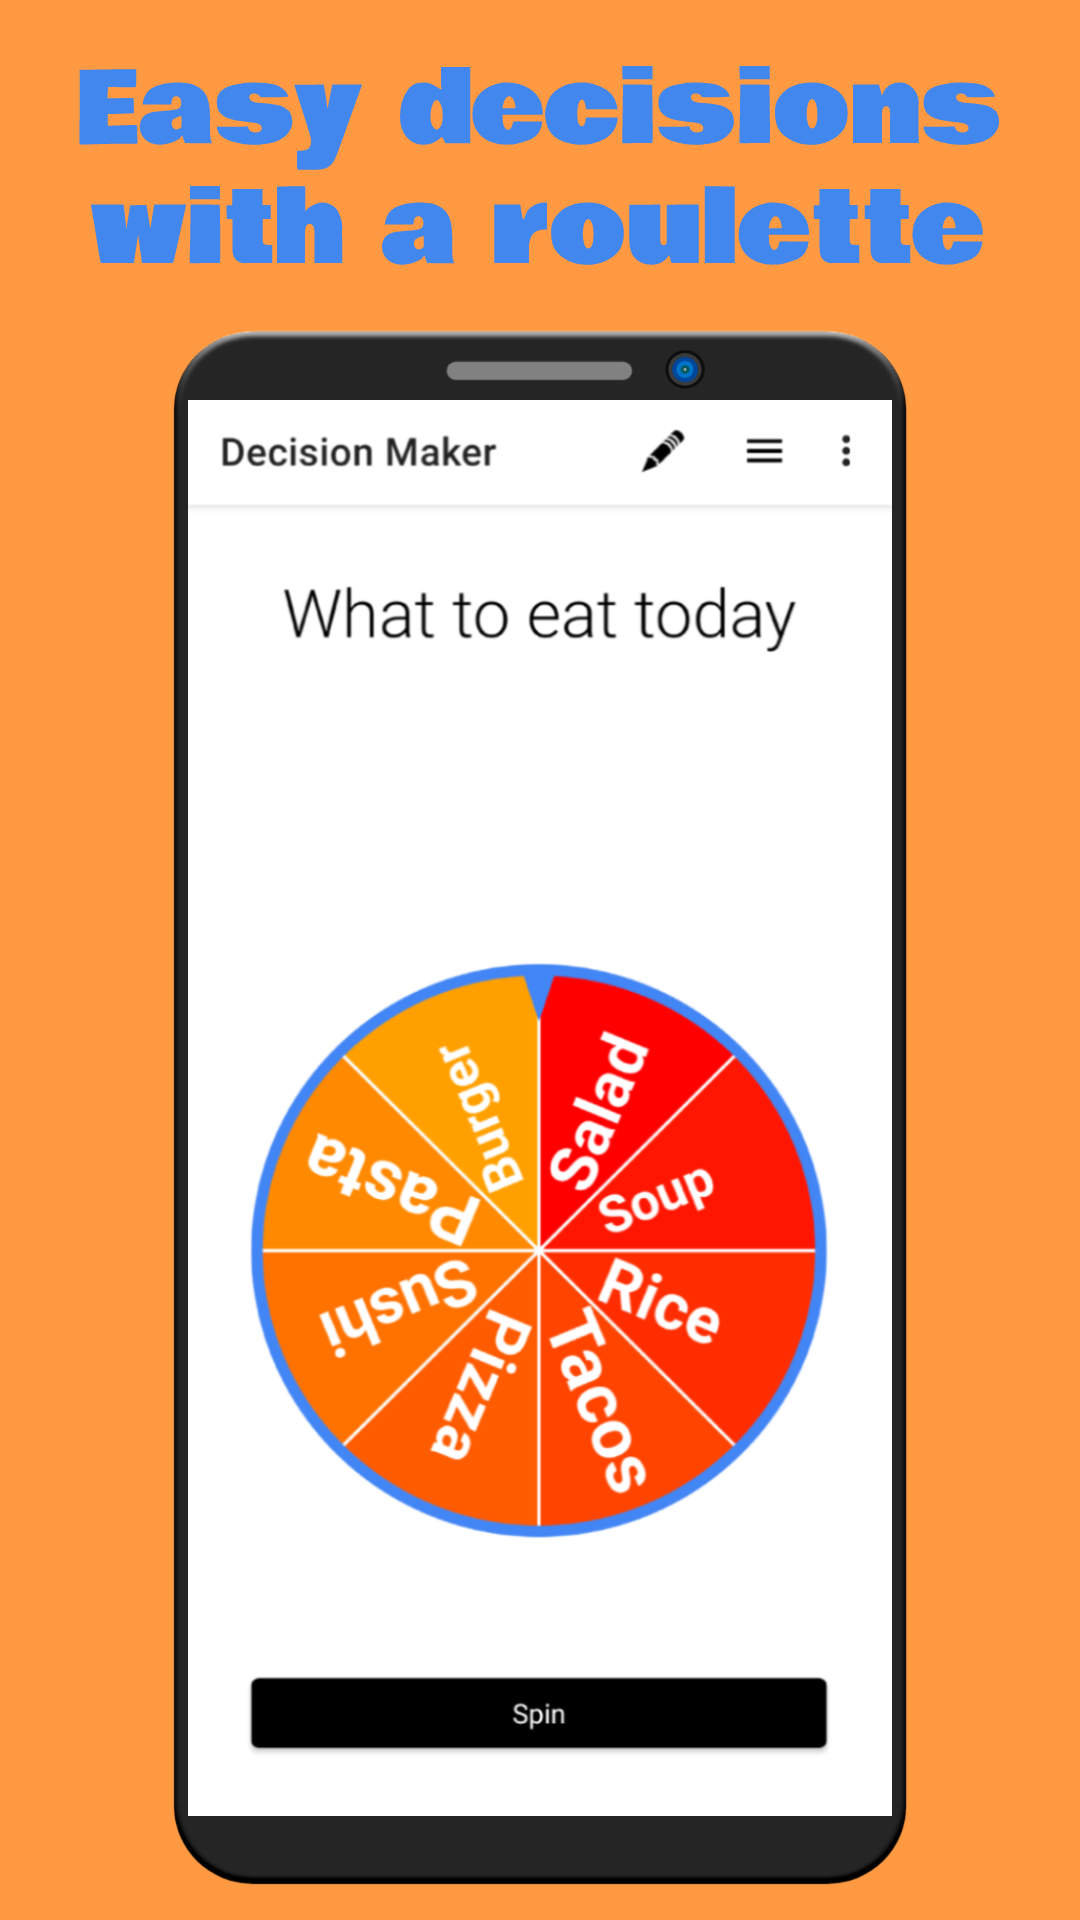 Easy decisions
with a roulette
Decision Maker
What to eat today
Salad
Soup
Rice
Tacos
Pizza
Sushi
Pasta
Burger
Spin